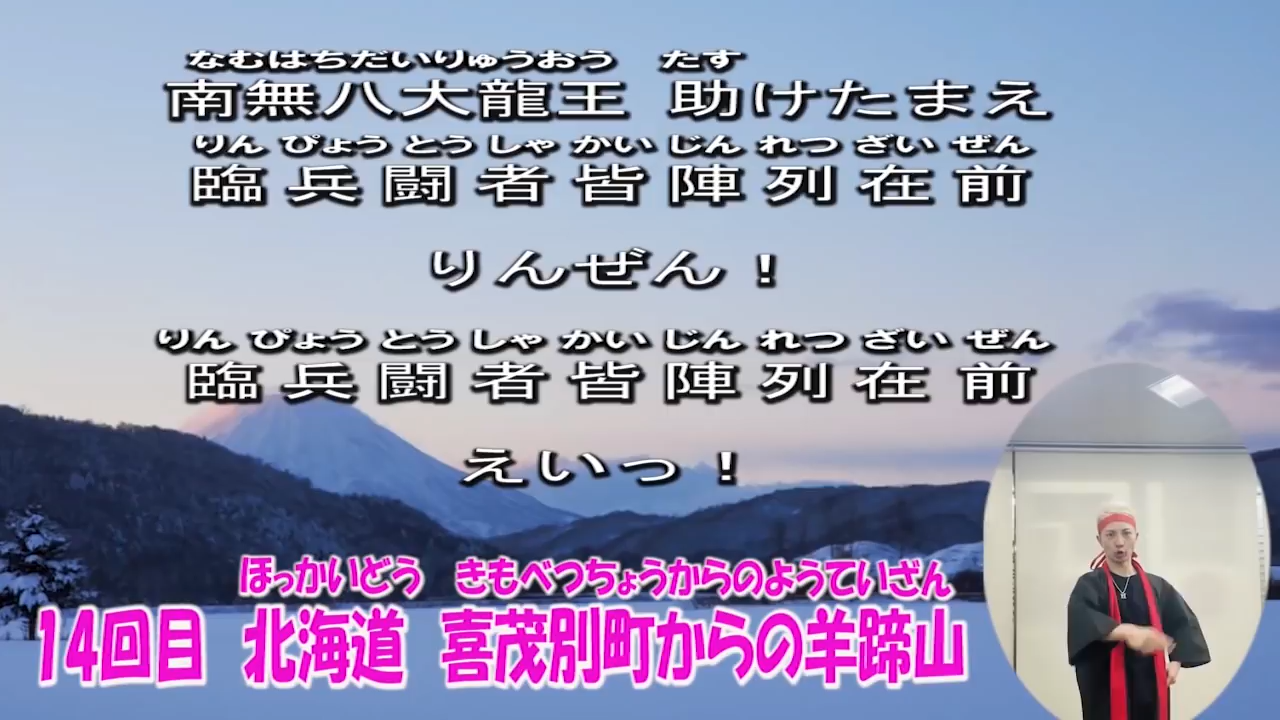 なむはちだいりゅうおう　たす
南無八大龍王 助けたまえ
りん ぴょう とう しゃ かい じん れつ ざい ぜん
臨 兵 闘 者 皆 陣 列 在 前
りんぜん！
りん ぴょう とう しゃ かい じん れつ ざい ぜん
臨 兵 闘 者 皆 陣 列 在 前
えいっ！
ほっかいどう　きもべつちょうからのようていざん
14回目　北海道　喜茂別町からの羊蹄山